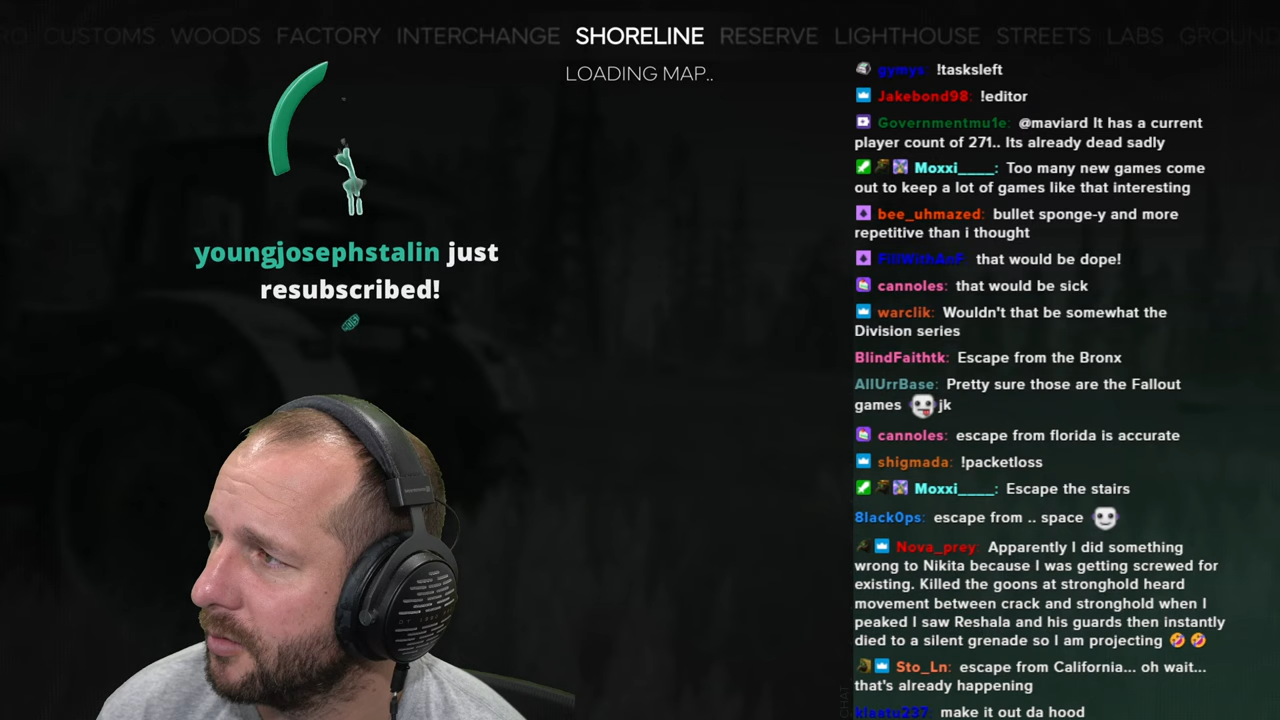 CUSTOMS WOODS FACTORY INTERCHANGE SHORELINE RESERVE LIGHTHOUSE STREETS LABS GROUND
LOADING MAP..
youngjosephstalin just
resubscribed!
gymys: !tasksleft
Jakebond98: !editor
Governmentmu1e: @maviard It has a current
player count of 271.. Its already dead sadly
Moxxi____: Too many new games come
out to keep a lot of games like that interesting
bee_uhmazed: bullet sponge-y and more
repetitive than i thought
FillWithAnF: that would be dope!
cannoles: that would be sick
warclik: Wouldn't that be somewhat the
Division series
BlindFaithtk: Escape from the Bronx
AllUrrBase: Pretty sure those are the Fallout
games jk
cannoles: escape from florida is accurate
shigmada: !packetloss
Moxxi____: Escape the stairs
8lack0ps: escape from .. space
Nova_prey: Apparently I did something
wrong to Nikita because I was getting screwed for
existing. Killed the goons at stronghold heard
movement between crack and stronghold when I
peaked I saw Reshala and his guards then instantly
died to a silent grenade so I am projecting 🤣 🤣
Sto_Ln: escape from California... oh wait...
that's already happening
klaatu237: make it out da hood
CHAT